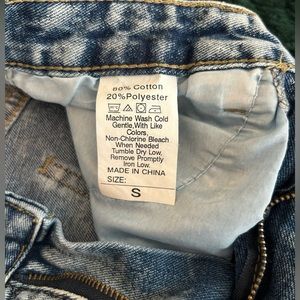 80% Cotton
20%Polyester
Machine Wash Cold
Gentle,With Like
Colors,
Non-Chlorine Bleach
When Needed
Tumble Dry Low,
Remove Promptly
Iron Low.
MADE IN CHINA
SIZE:
S